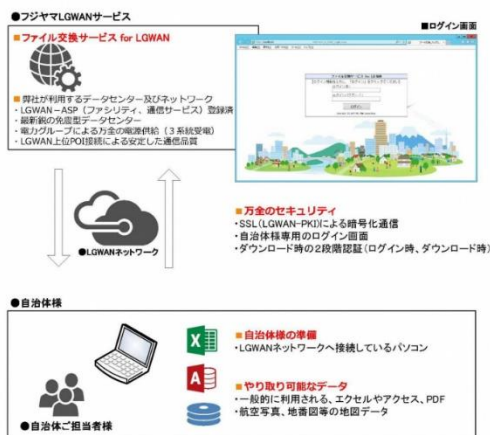 ●フジヤマLGWANサービス
■ログイン画面
■ファイル交換サービス for LGWAN
■弊社が利用するデータセンター及びネットワーク
・LGWAN-ASP(ファシリティ、通信サービス)登録済
・最新鋭の免震型データセンター
・電力グループによる万全の電源供給(3系統受電)
・LGWAN上位POI接続による安定した通信品質
ファイル交換サービス for LGWAN
●LGWANネットワーク
■万全のセキュリティ
・SSL(LGWAN-PKI)による暗号化通信
・自治体様専用のログイン画面
・ダウンロード時の2段階認証(ログイン時、ダウンロード時)
●自治体様
■自治体様の準備
・LGWANネットワークへ接続しているパソコン
■やり取り可能なデータ
・一般的に利用される、エクセルやアクセス、PDF
・航空写真、地番図等の地図データ
●自治体ご担当者様